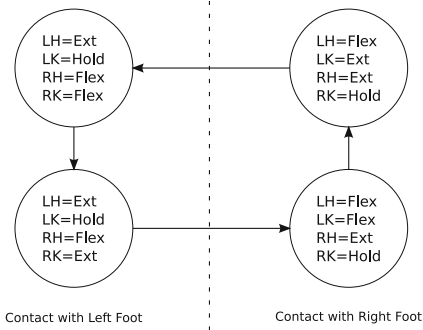 LH=Ext
LK=Hold
RH=Flex
RK=Flex
LH=Flex
LK=Ext
RH=Ext
RK=Hold
LH=Ext
LK=Hold
RH=Flex
RK=Ext
LH=Flex
LK=Flex
RH=Ext
RK=Hold
Contact with Left Foot
Contact with Right Foot